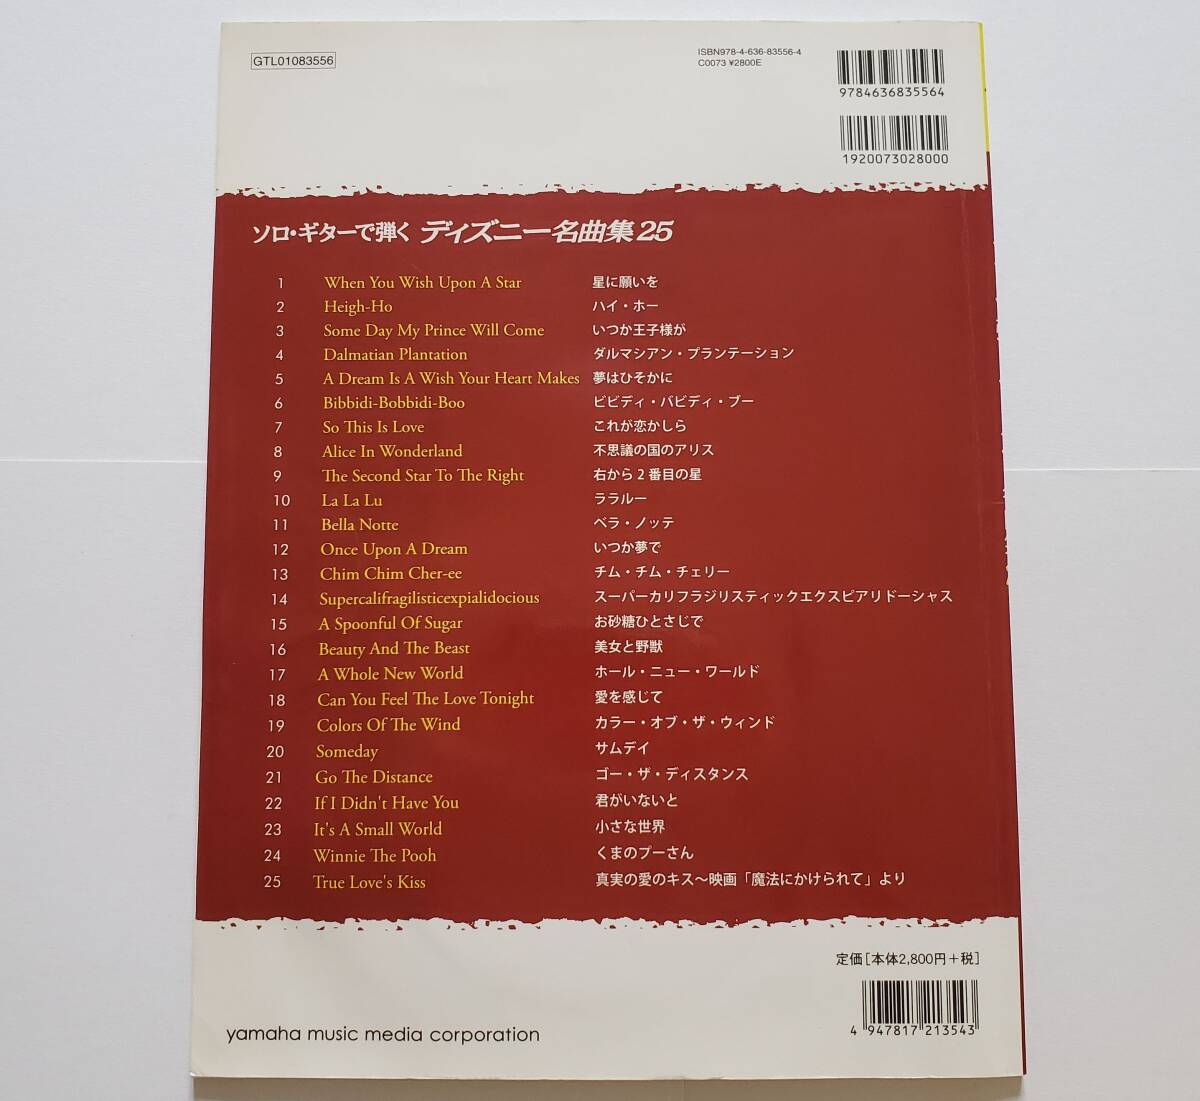 GTL01083556
ISBN978-4-636-83556-4
C0073 ¥2800E
9784636835564
1920073028000
ソロ・ギターで弾く ディズニー名曲集25
1 When You Wish Upon A Star 星に願いを
2 Heigh-Ho ハイ・ホー
3 Some Day My Prince Will Come いつか王子様が
4 Dalmatian Plantation ダルマシアン・プランテーション
5 A Dream Is A Wish Your Heart Makes 夢はひそかに
6 Bibbidi-Bobbidi-Boo ビビディ・バビディ・ブー
7 So This Is Love これが恋かしら
8 Alice In Wonderland 不思議の国のアリス
9 The Second Star To The Right 右から2番目の星
10 La La Lu ララルー
11 Bella Notte ベラ・ノッテ
12 Once Upon A Dream いつか夢で
13 Chim Chim Cher-ee チム・チム・チェリー
14 Supercalifragilisticexpialidocious スーパーカリフラジリスティックエクスピアリドーシャス
15 A Spoonful Of Sugar お砂糖ひとさじで
16 Beauty And The Beast 美女と野獣
17 A Whole New World ホール・ニュー・ワールド
18 Can You Feel The Love Tonight 愛を感じて
19 Colors Of The Wind カラー・オブ・ザ・ウィンド
20 Someday サムデイ
21 Go The Distance ゴー・ザ・ディスタンス
22 If I Didn't Have You 君がいないと
23 It's A Small World 小さな世界
24 Winnie The Pooh くまのプーさん
25 True Love's Kiss 真実の愛のキス〜映画「魔法にかけられて」より
定価[本体2,800円+税]
4 947817 213543
yamaha music media corporation